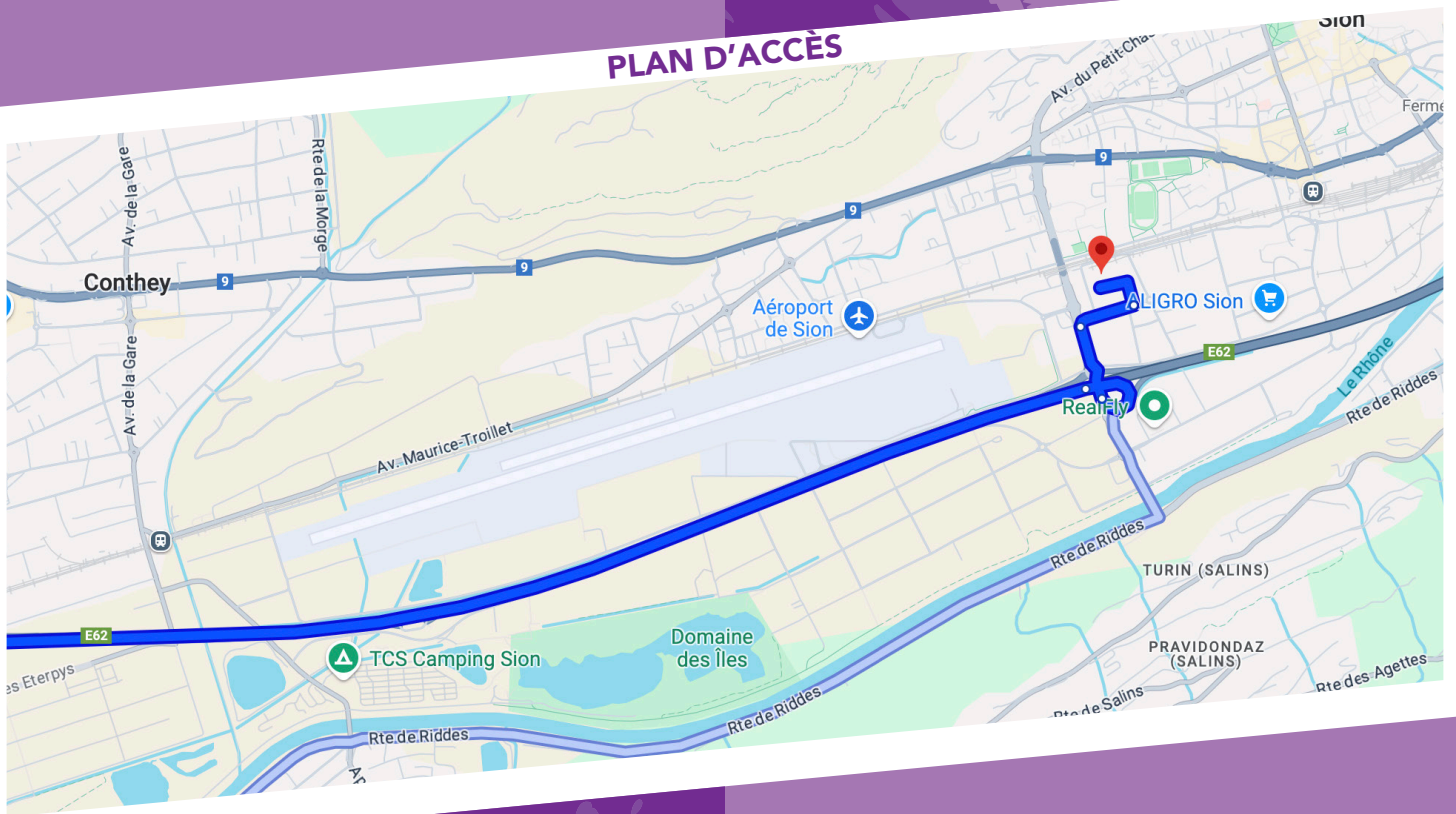 PLAN D'ACCÈS
Sion
Av. du Petit-Chas
Ferme
Av. de la Gare
Rte de la Morge
9
9
9
9
Conthey
Aéroport
de Sion
ALIGRO Sion
E62
Le Rhône
Rte de Riddes
RealFly
Av. de la Gare
Av. Maurice-Troillet
Rte de Riddes
TURIN (SALINS)
E62
TCS Camping Sion
Domaine
des Îles
PRAVIDONDAZ
(SALINS)
es Eterpys
Rte de Riddes
Rte de Riddes
Rte de Salins
Rte des Agettes